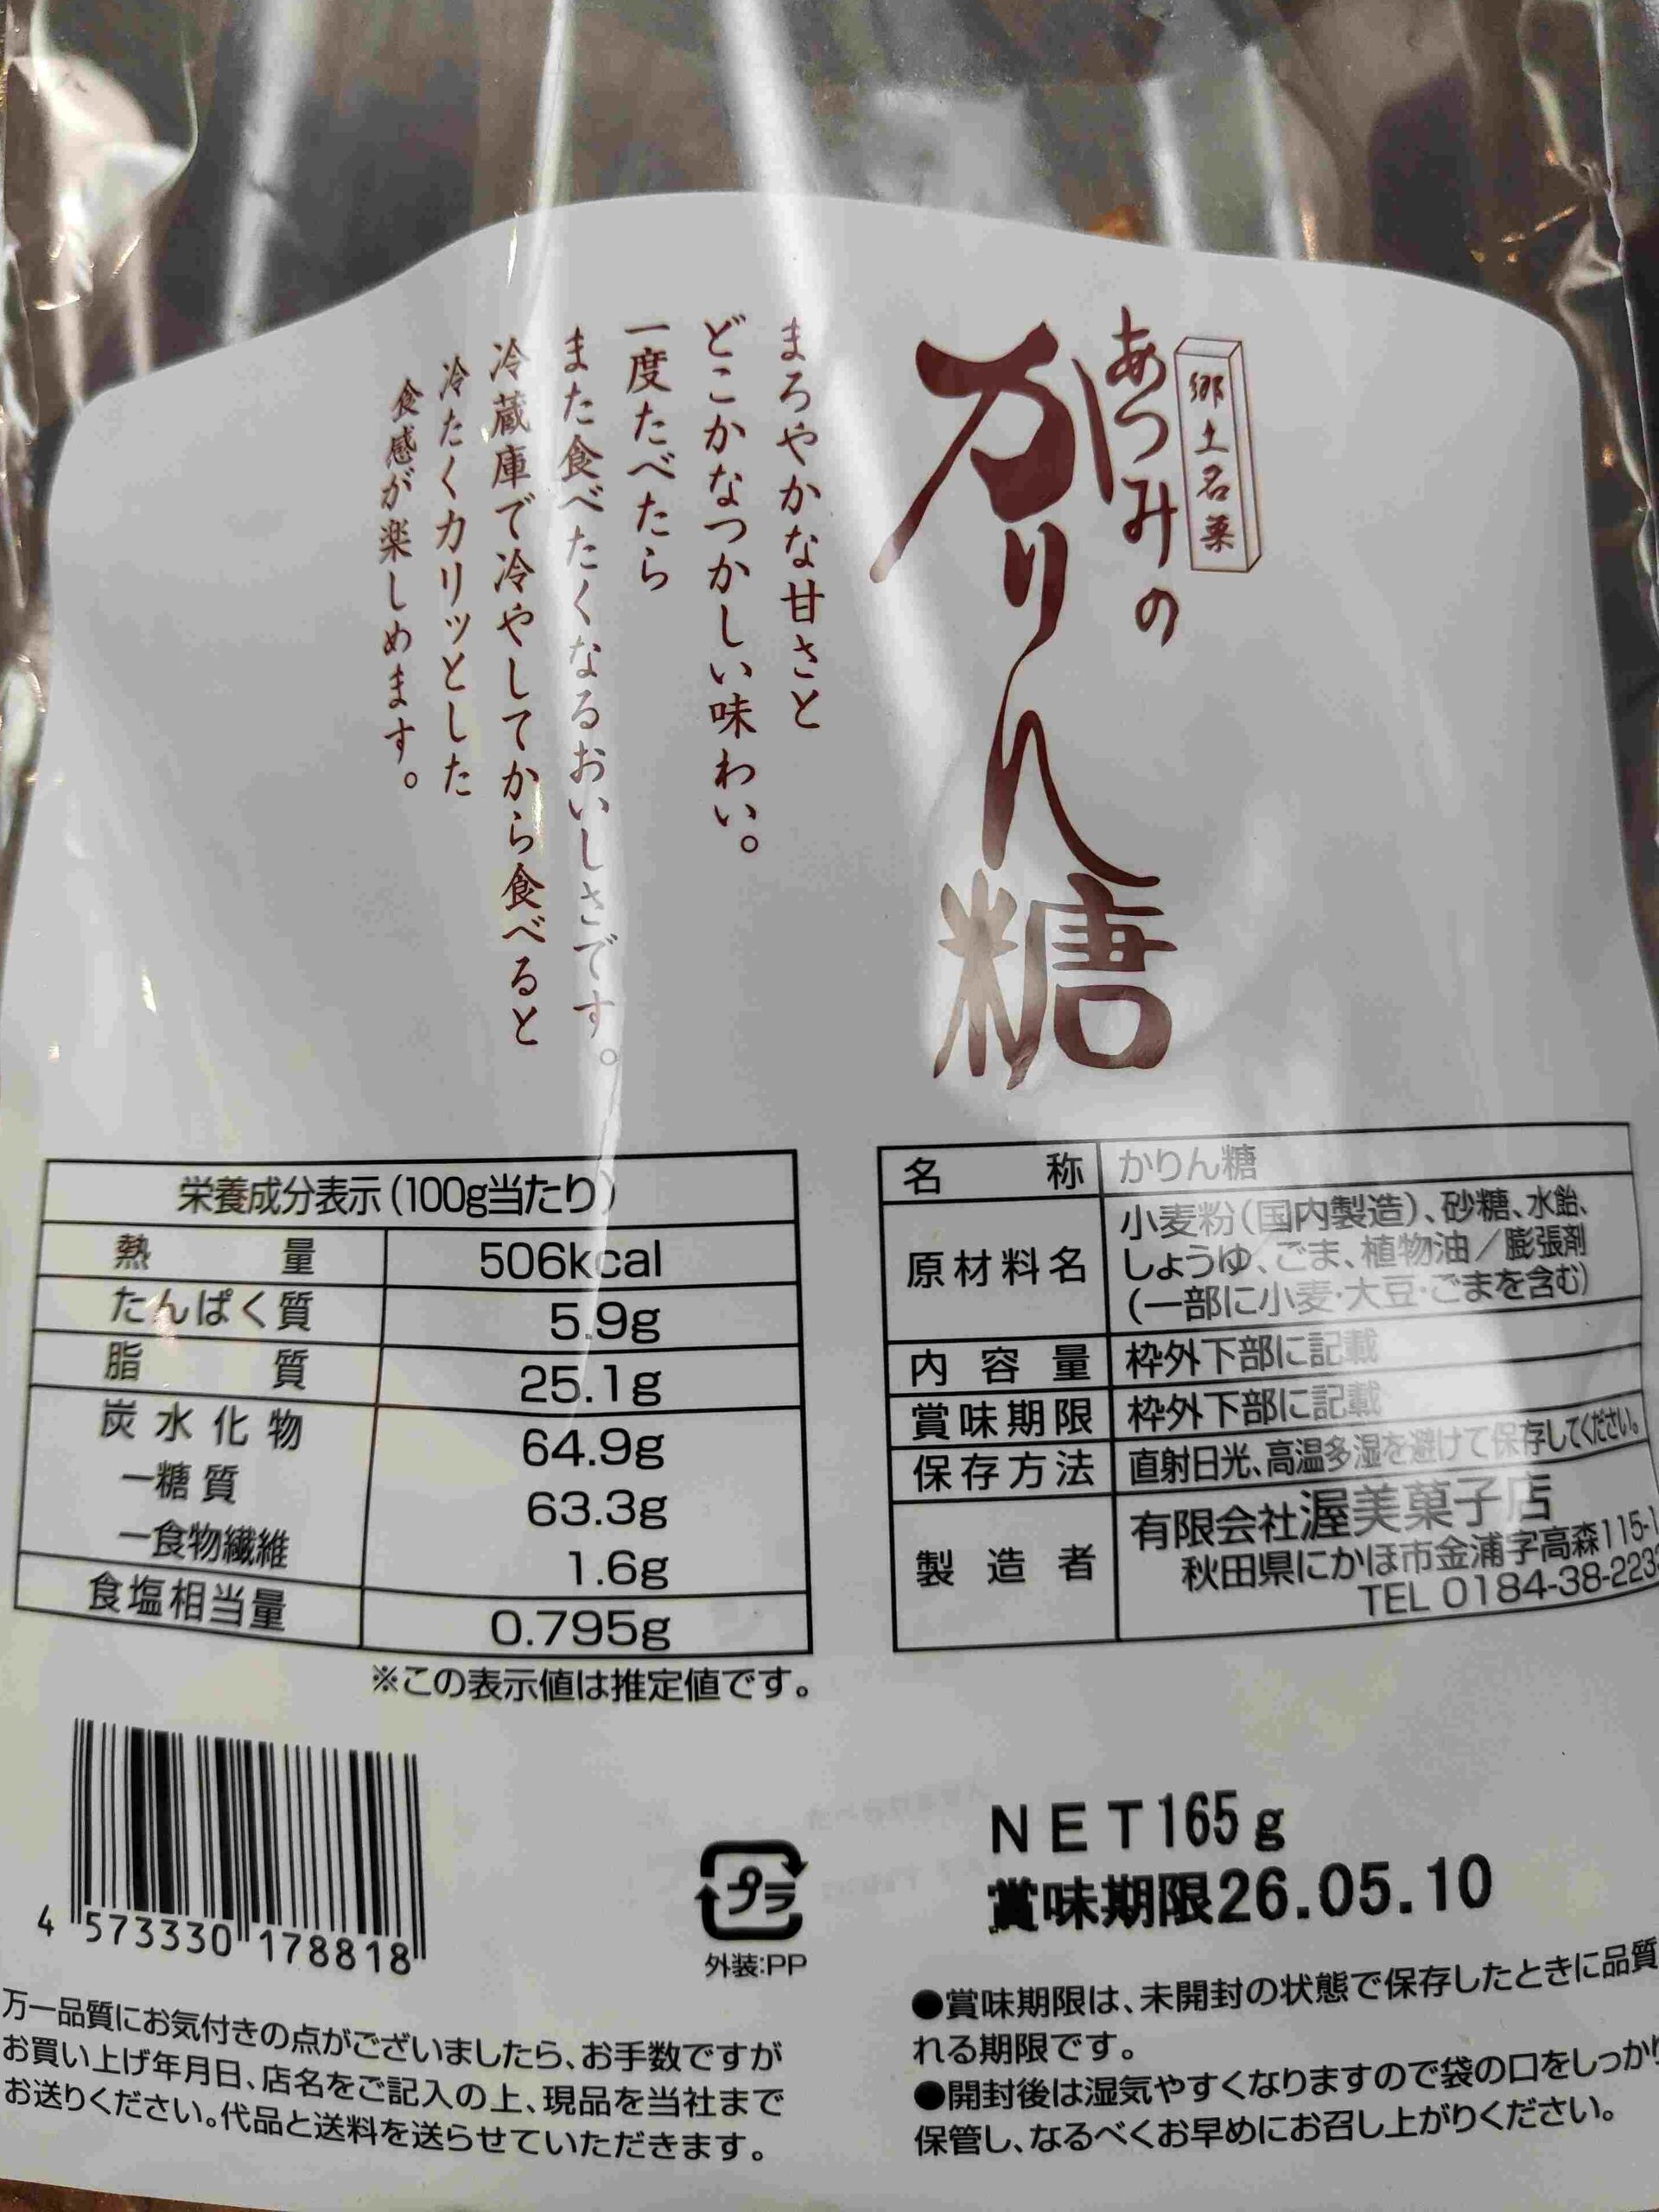 郷土名菓
あつみの
かりん糖
まろやかな甘さと
どこかなつかしい味わい。
一度たべたら
また食べたくなるおいしさです。
冷蔵庫で冷やしてから食べると
冷たくカリッとした
食感が楽しめます。
栄養成分表示(100g当たり)
熱量 506kcal
たんぱく質 5.9g
脂質 25.1g
炭水化物 64.9g
ー糖質 63.3g
ー食物繊維 1.6g
食塩相当量 0.795g
※この表示値は推定値です。
名称 かりん糖
原材料名 小麦粉(国内製造)、砂糖、水飴、
しょうゆ、ごま、植物油/膨張剤
(一部に小麦・大豆・ごまを含む)
内容量 枠外下部に記載
賞味期限 枠外下部に記載
保存方法 直射日光、高温多湿を避けて保存してください。
製造者 有限会社渥美菓子店
秋田県にかほ市金浦字高森115-1
TEL 0184-38-223
4 573330 178818
プラ
外装:PP
NET165g
賞味期限26.05.10
万一品質にお気付きの点がございましたら、お手数ですが
お買い上げ年月日、店名をご記入の上、現品を当社まで
お送りください。代品と送料を送らせていただきます。
●賞味期限は、未開封の状態で保存したときに品質
れる期限です。
●開封後は湿気やすくなりますので袋の口をしっかり
保管し、なるべくお早めにお召し上がりください。